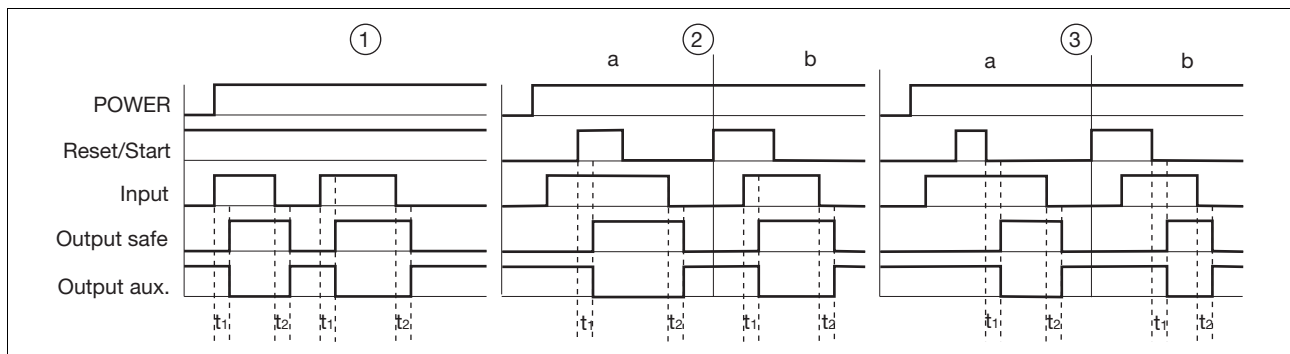 ① ② ③
a b a b
POWER
Reset/Start
Input
Output safe
Output aux.
t1 t2 t1 t2 t1 t2 t1 t2 t1 t2 t1 t2